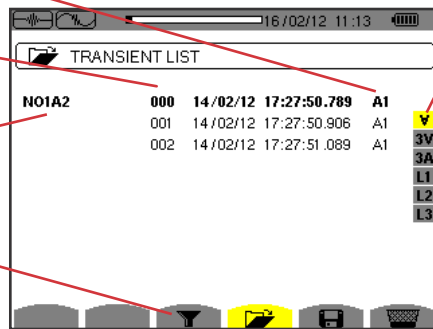 16/02/12 11:13
TRANSIENT LIST
NO1A2 000 14/02/12 17:27:50.789 A1
001 14/02/12 17:27:50.906 A1
002 14/02/12 17:27:51.089 A1
∀
3V
3A
L1
L2
L3